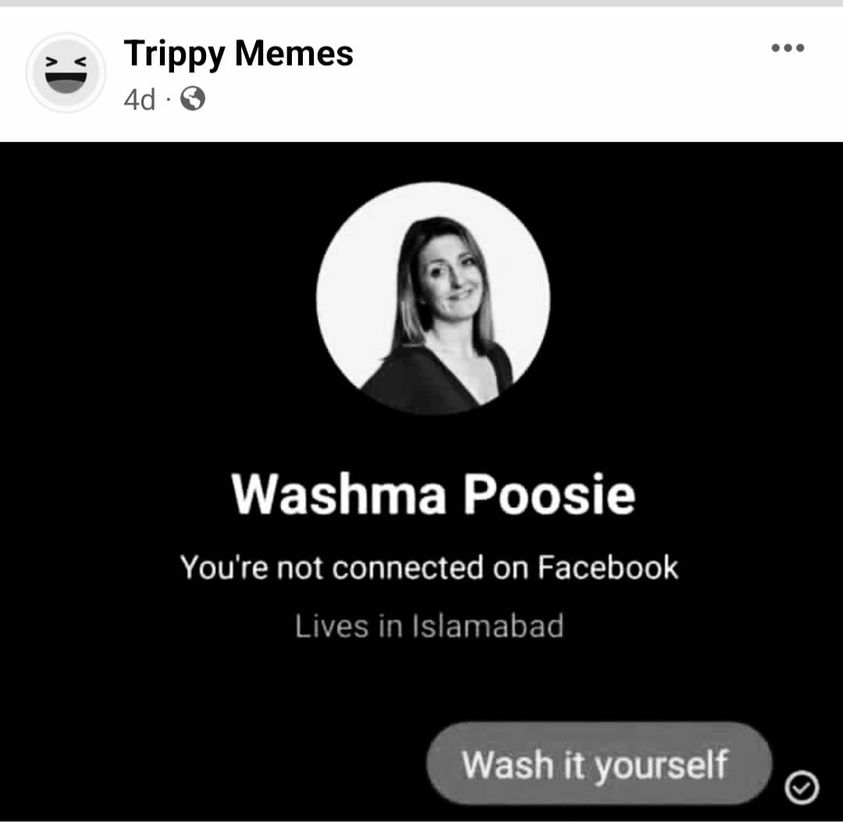 Trippy Memes
4d ·
Washma Poosie
You're not connected on Facebook
Lives in Islamabad
Wash it yourself